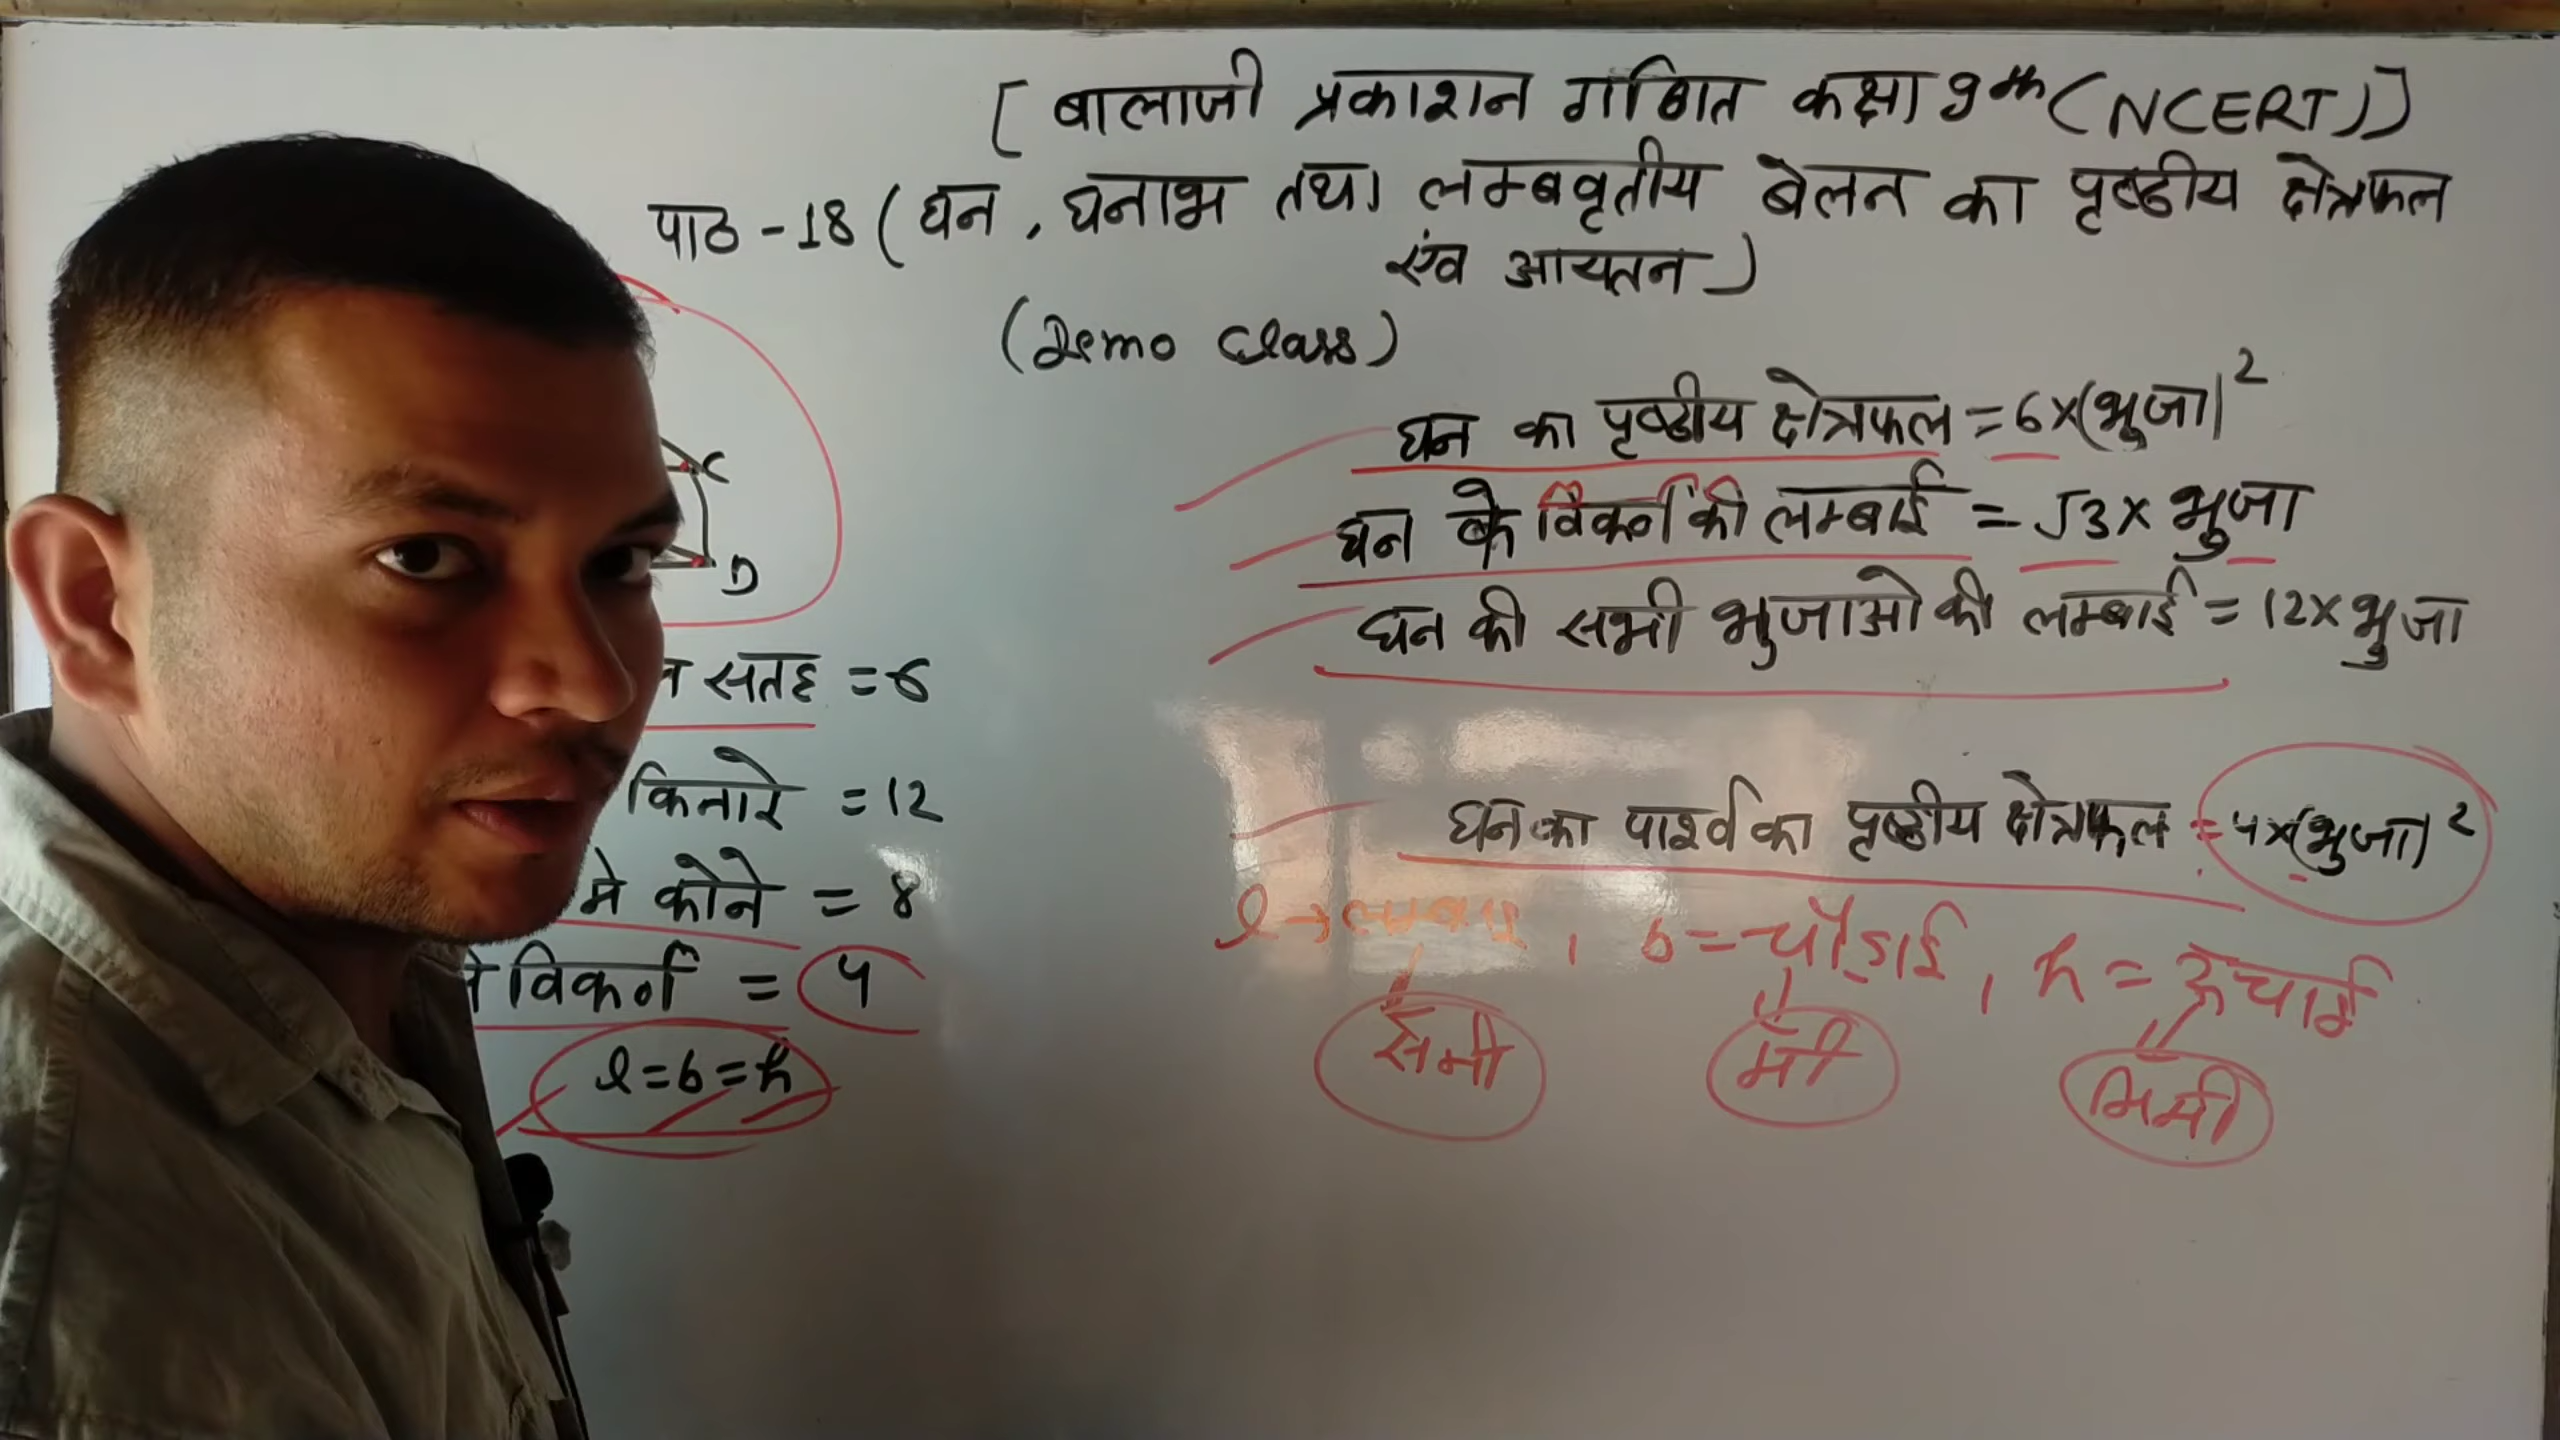 [ बालाजी प्रकाशन गणित कक्षा 9th (NCERT) ]
पाठ - 18 ( घन , घनाभ तथा लम्बवृतीय बेलन का पृष्ठीय क्षेत्रफल
एंव आयतन )
(Demo Class)
घन का पृष्ठीय क्षेत्रफल = 6×(भुजा)²
घन के विकर्ण की लम्बाई = √3 × भुजा
घन की सभी भुजाओ की लम्बाई = 12× भुजा
घन का पार्श्व का पृष्ठीय क्षेत्रफल = 4×(भुजा)²
l → लम्बाई , b = चौड़ाई , h = ऊंचाई
सेमी मी मिमी
C
D
सतह = 6
किनारे = 12
मे कोने = 8
विकर्ण = 4
l = b = h